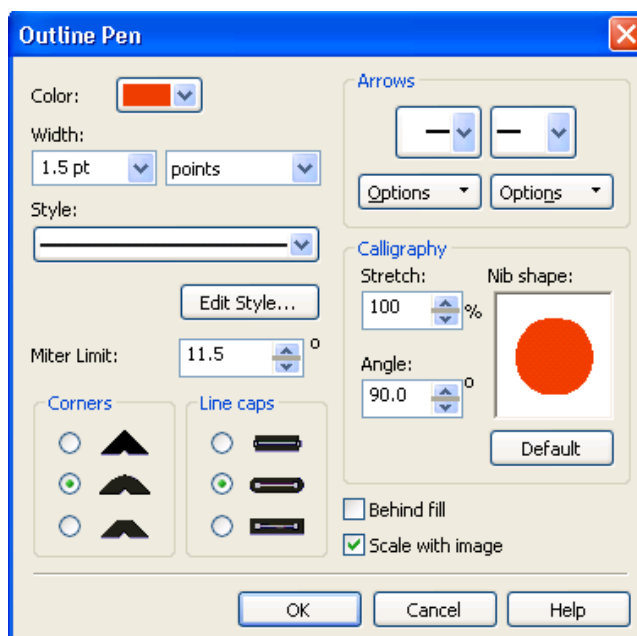 Outline Pen
Color:
Width:
1.5 pt
points
Style:
Edit Style...
Miter Limit:
11.5
°
Corners
Line caps
Arrows
Options
Options
Calligraphy
Stretch:
100
%
Nib shape:
Angle:
90.0
°
Default
Behind fill
Scale with image
OK
Cancel
Help